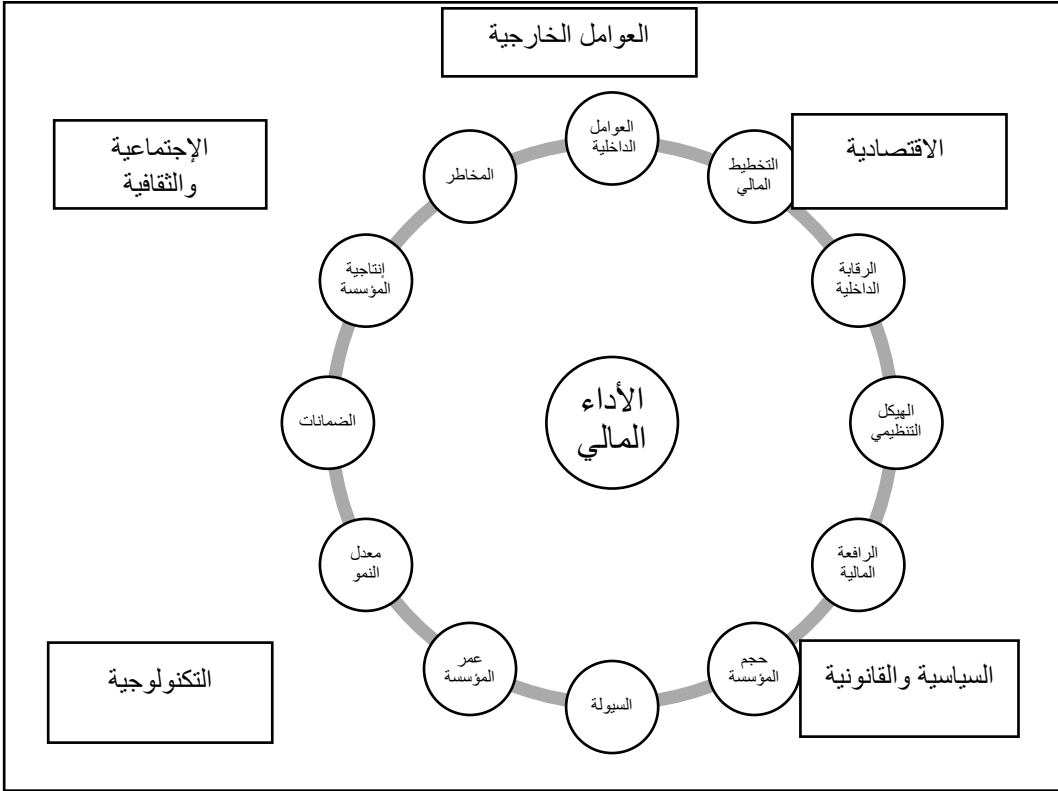 العوامل الخارجية
الإجتماعية
والثقافية
الاقتصادية
العوامل
الداخلية
التخطيط
المالي
الرقابة
الداخلية
الهيكل
التنظيمي
الرافعة
المالية
حجم
المؤسسة
السيولة
عمر
المؤسسة
معدل
النمو
الضمانات
إنتاجية
المؤسسة
المخاطر
الأداء
المالي
السياسية والقانونية
التكنولوجية